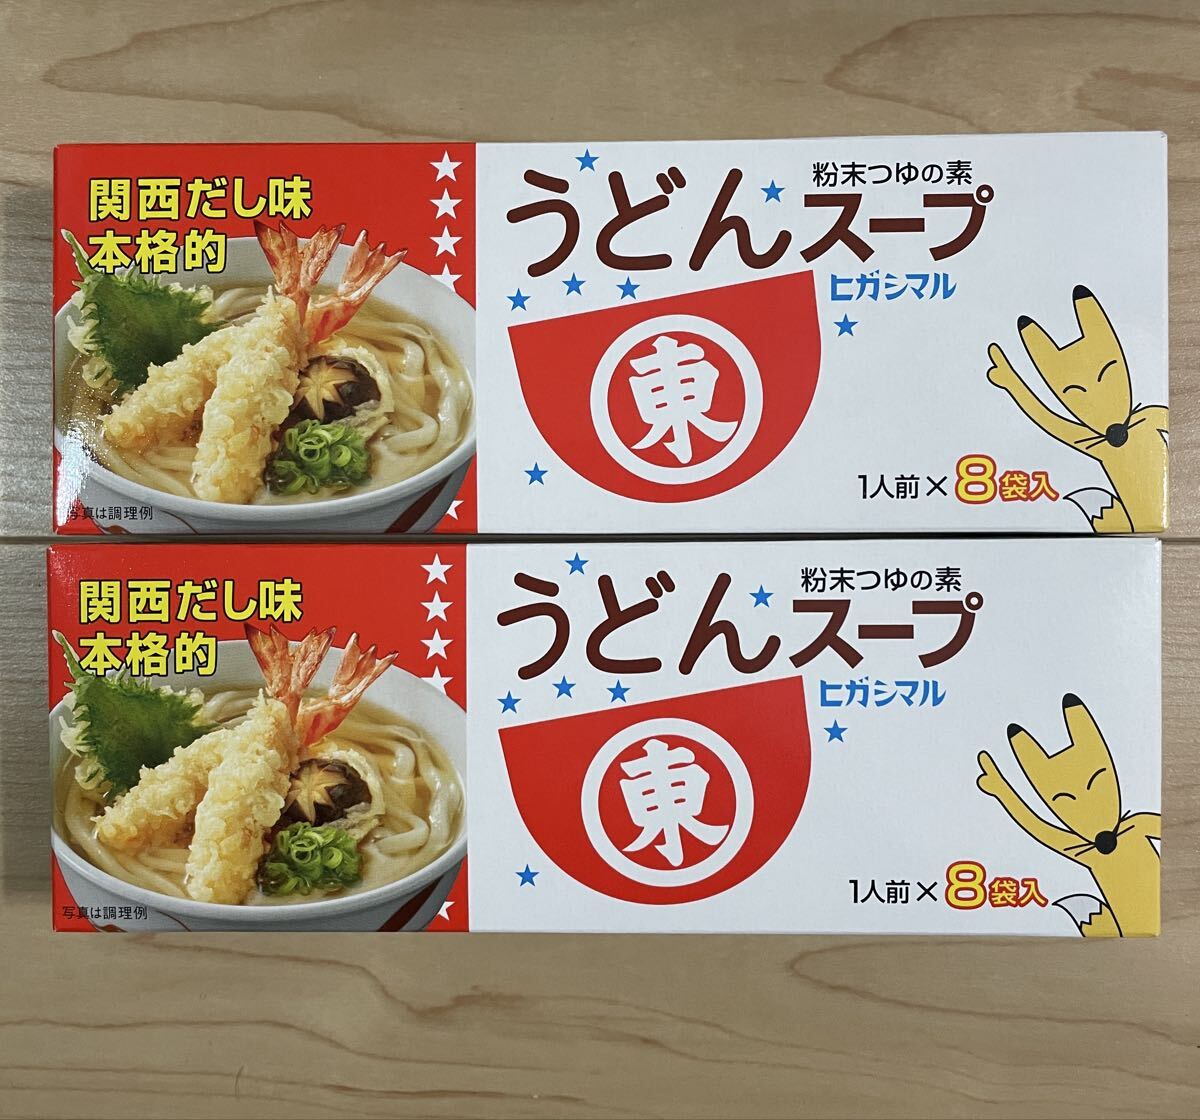 関西だし味
本格的
写真は調理例
粉末つゆの素
うどんスープ
ヒガシマル
東
1人前×8袋入
関西だし味
本格的
写真は調理例
粉末つゆの素
うどんスープ
ヒガシマル
東
1人前×8袋入